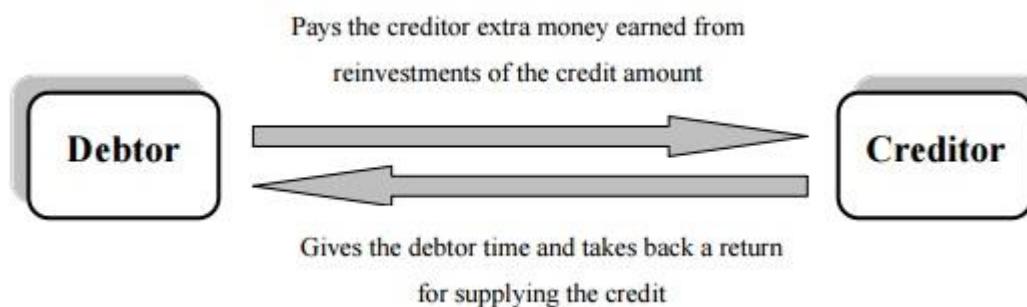 Pays the creditor extra money earned from
reinvestments of the credit amount
Debtor
Creditor
Gives the debtor time and takes back a return
for supplying the credit